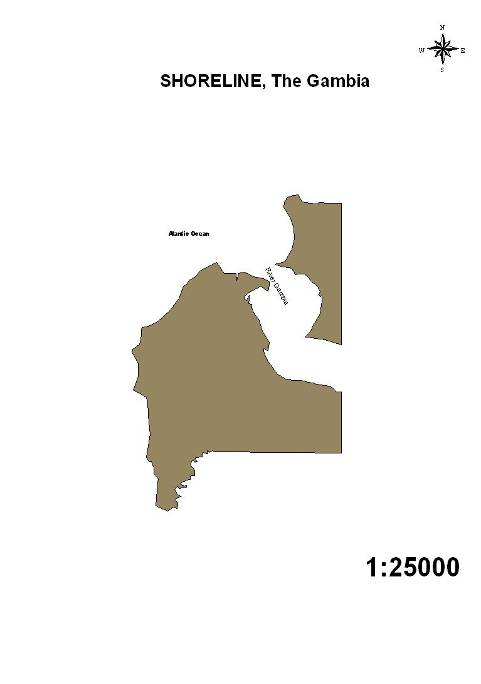 N
W E
S
SHORELINE, The Gambia
Atlantic Ocean
River Gambia
1:25000